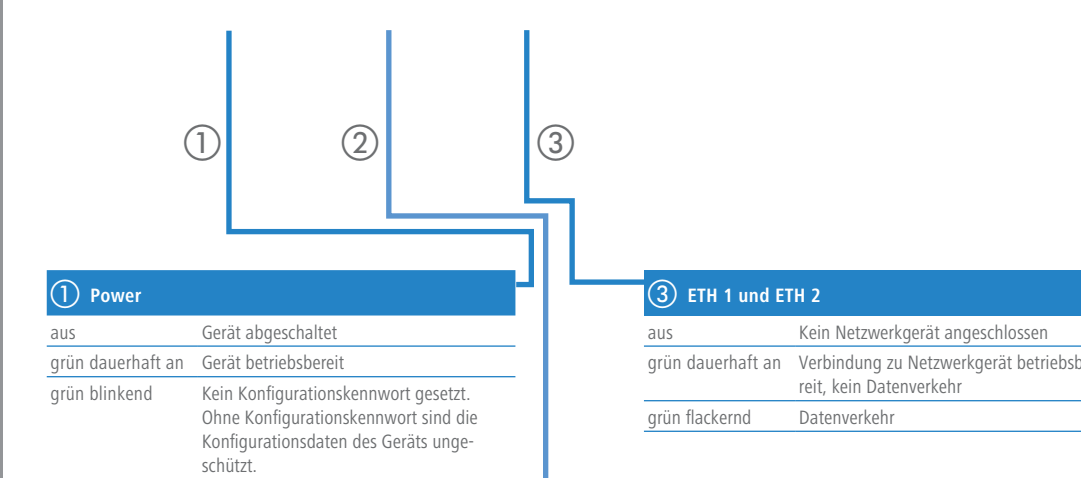 ① ② ③
① Power
aus Gerät abgeschaltet
grün dauerhaft an Gerät betriebsbereit
grün blinkend Kein Konfigurationskennwort gesetzt.
Ohne Konfigurationskennwort sind die
Konfigurationsdaten des Geräts unge-
schützt.
③ ETH 1 und ETH 2
aus Kein Netzwerkgerät angeschlossen
grün dauerhaft an Verbindung zu Netzwerkgerät betriebsb
reit, kein Datenverkehr
grün flackernd Datenverkehr